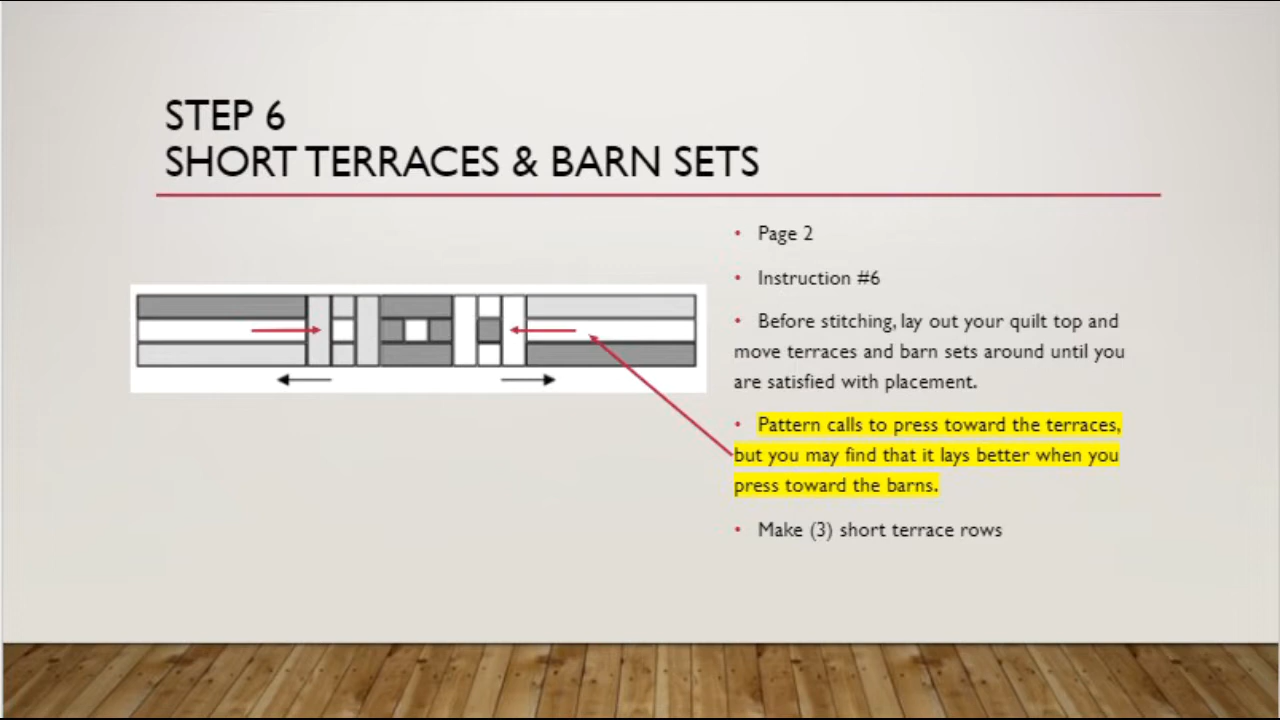 STEP 6
SHORT TERRACES & BARN SETS
• Page 2
• Instruction #6
• Before stitching, lay out your quilt top and
move terraces and barn sets around until you
are satisfied with placement.
• Pattern calls to press toward the terraces,
but you may find that it lays better when you
press toward the barns.
• Make (3) short terrace rows